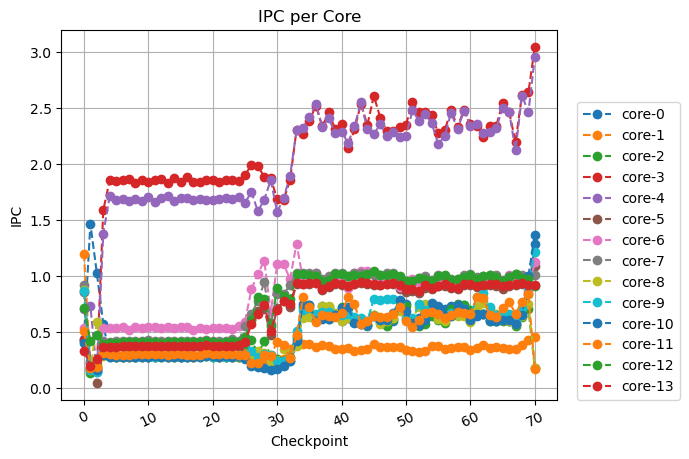 IPC per Core
IPC
3.0
2.5
2.0
1.5
1.0
0.5
0.0
0
10
20
30
40
50
60
70
Checkpoint
core-0
core-1
core-2
core-3
core-4
core-5
core-6
core-7
core-8
core-9
core-10
core-11
core-12
core-13